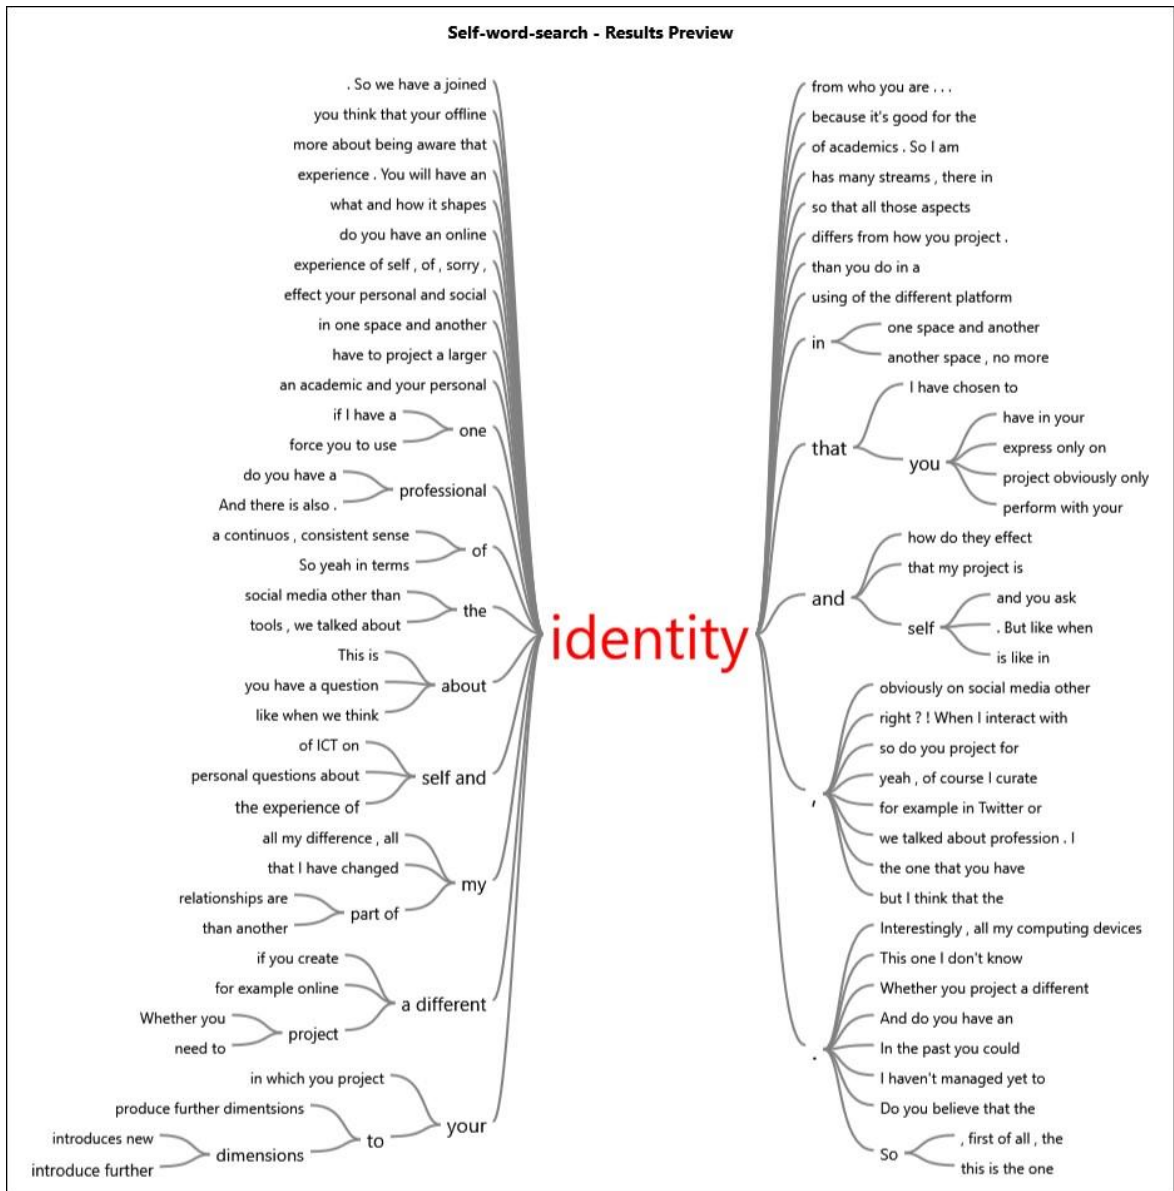 Self-word-search - Results Preview
. So we have a joined
you think that your offline
more about being aware that
experience . You will have an
what and how it shapes
do you have an online
experience of self , of , sorry ,
effect your personal and social
in one space and another
have to project a larger
an academic and your personal
if I have a
force you to use
one
do you have a
And there is also .
professional
a continuos , consistent sense
So yeah in terms
of
social media other than
tools , we talked about
the
This is
you have a question
like when we think
about
of ICT on
personal questions about
the experience of
self and
all my difference , all
that I have changed
relationships are
than another
part of
my
if you create
for example online
Whether you
need to
project
a different
in which you project
produce further dimentsions
introduces new
introduce further
dimensions
to
your
identity
from who you are . . .
because it's good for the
of academics . So I am
has many streams , there in
so that all those aspects
differs from how you project .
than you do in a
using of the different platform
in
one space and another
another space , no more
that
I have chosen to
you
have in your
express only on
project obviously only
perform with your
and
how do they effect
that my project is
self
and you ask
. But like when
is like in
,
obviously on social media other
right ? ! When I interact with
so do you project for
yeah , of course I curate
for example in Twitter or
we talked about profession . I
the one that you have
but I think that the
.
Interestingly , all my computing devices
This one I don't know
Whether you project a different
And do you have an
In the past you could
I haven't managed yet to
Do you believe that the
So
, first of all , the
this is the one